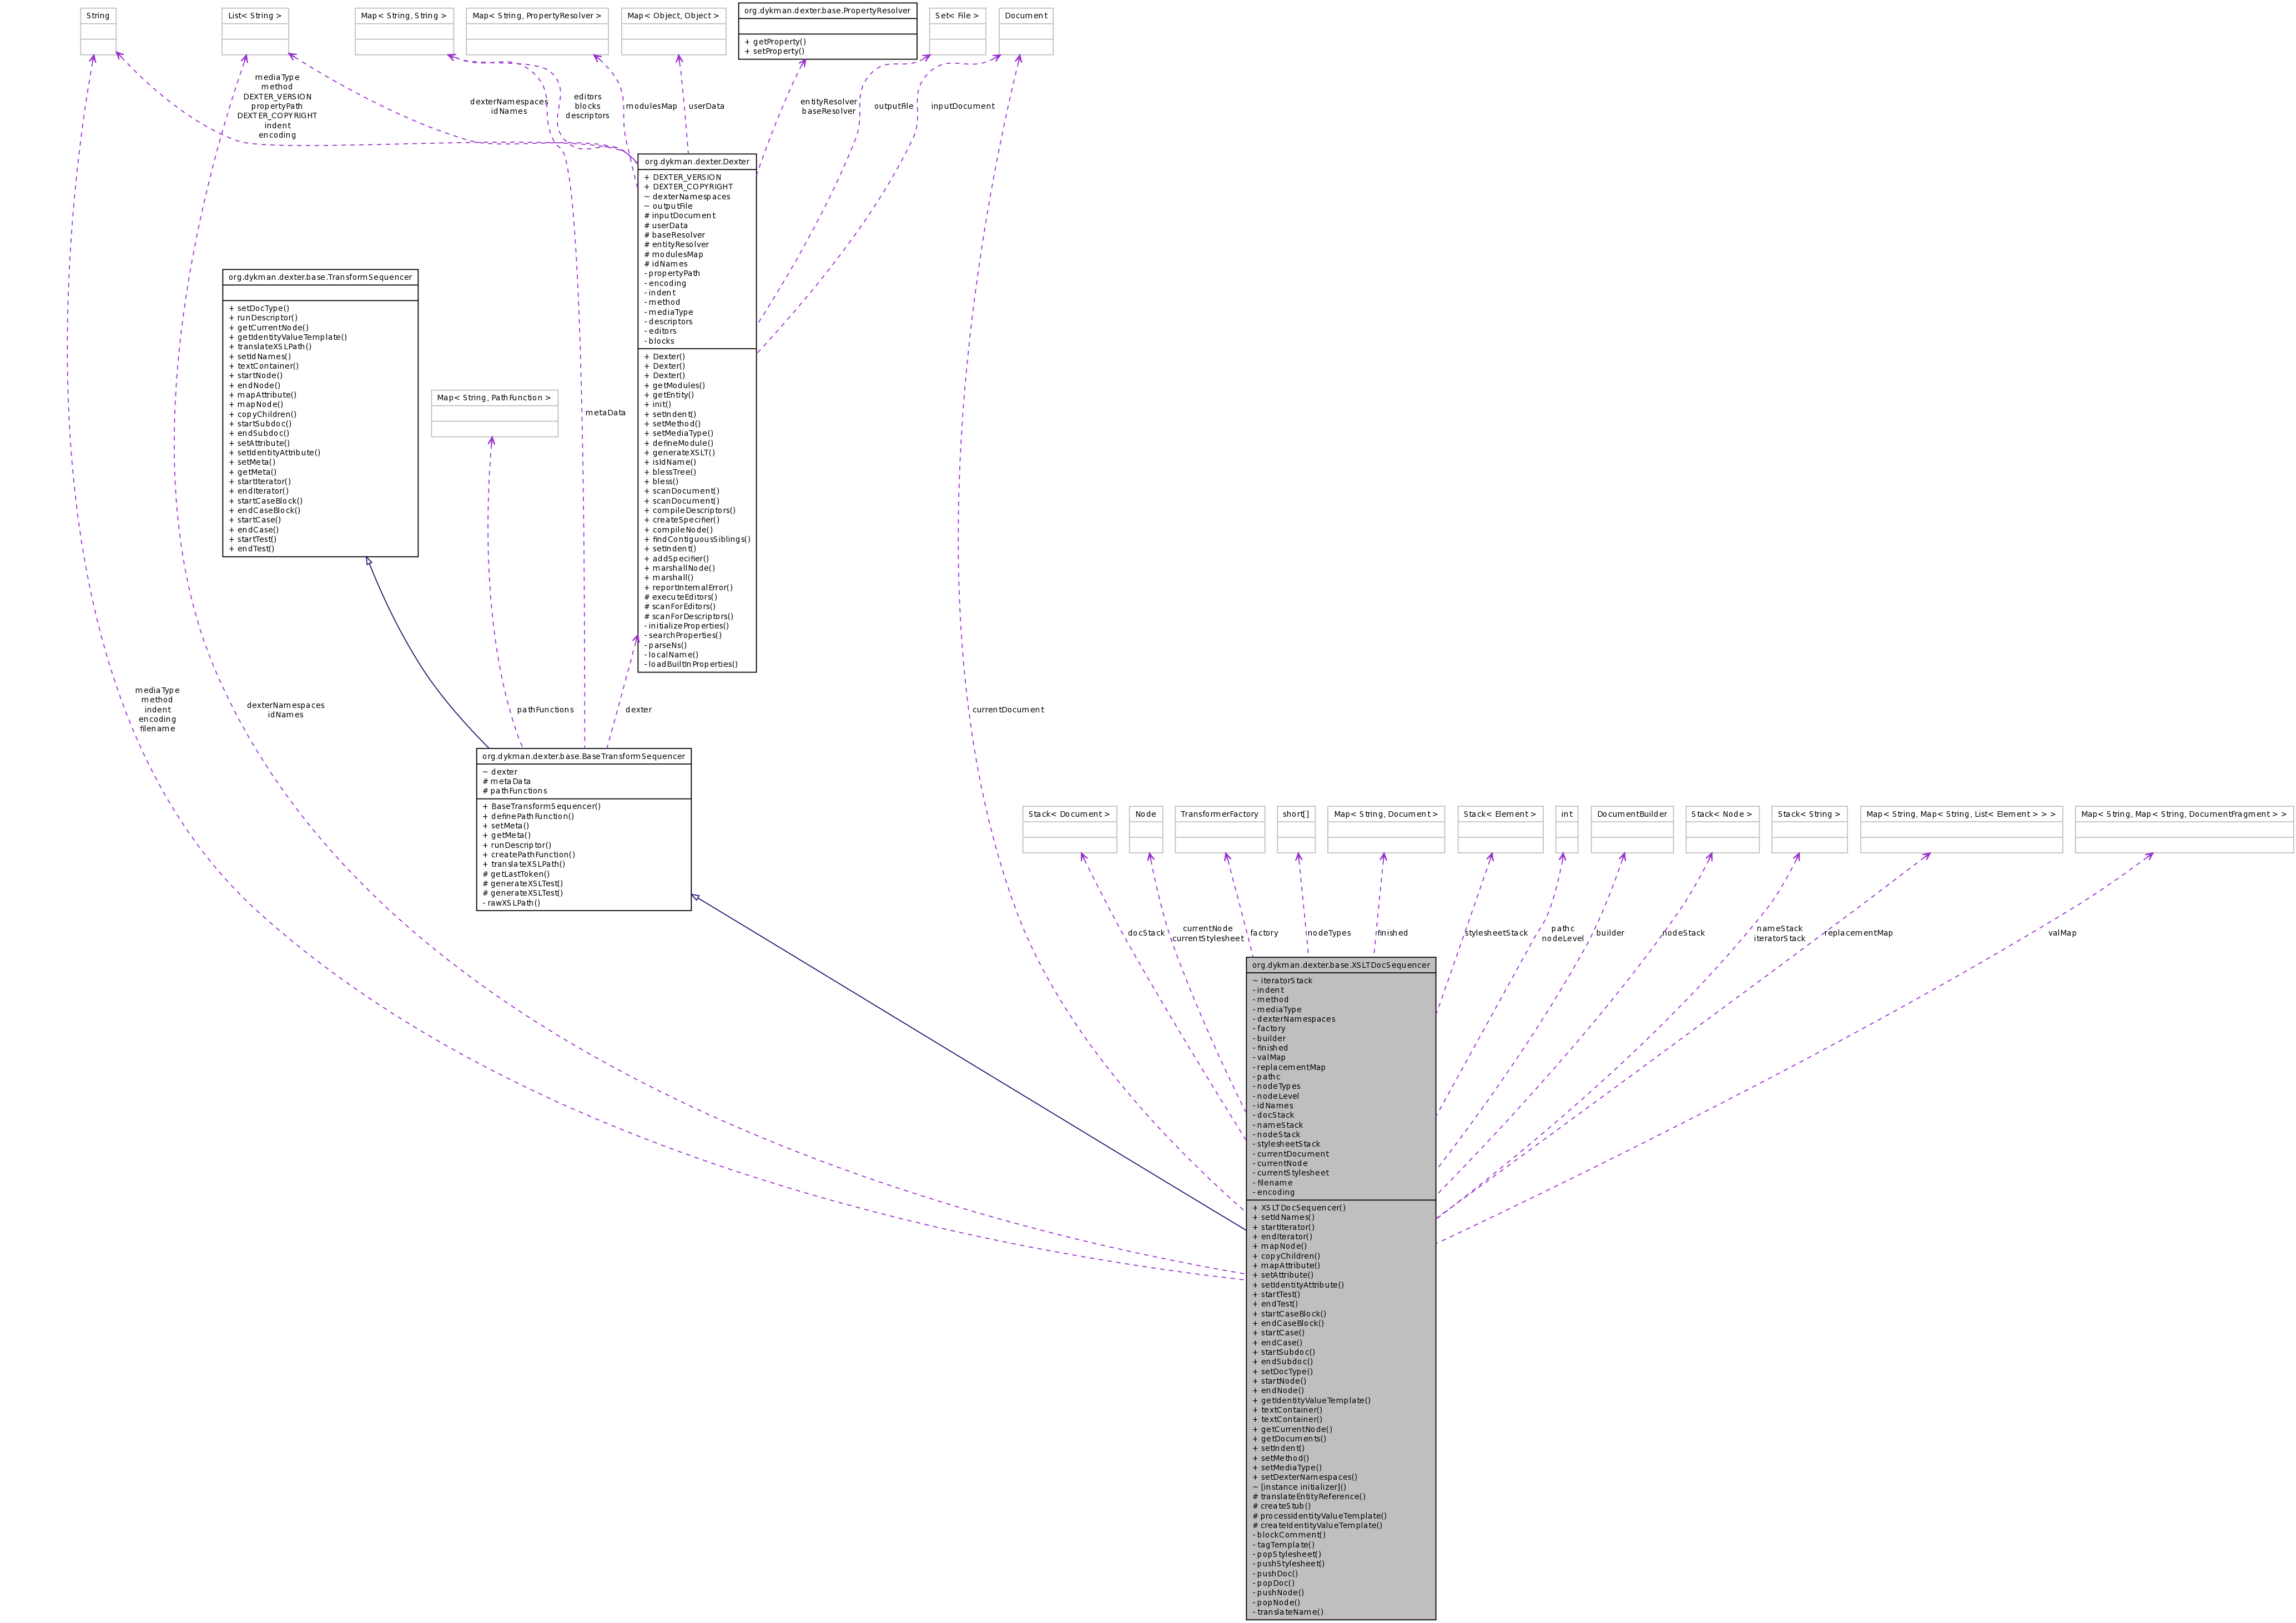 String
List< String >
Map< String, String >
Map< String, PropertyResolver >
Map< Object, Object >
org.dykman.dexter.base.PropertyResolver
+ getProperty()
+ setProperty()
Set< File >
Document
mediaType
method
DEXTER_VERSION
propertyPath
DEXTER_COPYRIGHT
indent
encoding
dexterNamespaces
idNames
editors
blocks
descriptors
modulesMap
userData
entityResolver
baseResolver
outputFile
inputDocument
org.dykman.dexter.Dexter
+ DEXTER_VERSION
+ DEXTER_COPYRIGHT
~ dexterNamespaces
~ outputFile
# inputDocument
# userData
# baseResolver
# entityResolver
# modulesMap
# idNames
- propertyPath
- encoding
- indent
- method
- mediaType
- descriptors
- editors
- blocks
+ Dexter()
+ Dexter()
+ Dexter()
+ getModules()
+ getEntity()
+ init()
+ setIndent()
+ setMethod()
+ setMediaType()
+ defineModule()
+ generateXSLT()
+ isIdName()
+ blessTree()
+ bless()
+ scanDocument()
+ scanDocument()
+ compileDescriptors()
+ createSpecifier()
+ compileNode()
+ findContiguousSiblings()
+ setIndent()
+ addSpecifier()
+ marshallNode()
+ marshall()
+ reportInternalError()
# executeEditors()
# scanForEditors()
# scanForDescriptors()
- initializeProperties()
- searchProperties()
- parseNs()
- localName()
- loadBuiltInProperties()
org.dykman.dexter.base.TransformSequencer
+ setDocType()
+ runDescriptor()
+ getCurrentNode()
+ getIdentityValueTemplate()
+ translateXSLPath()
+ setIdNames()
+ textContainer()
+ startNode()
+ endNode()
+ mapAttribute()
+ mapNode()
+ copyChildren()
+ startSubdoc()
+ endSubdoc()
+ setAttribute()
+ setIdentityAttribute()
+ setMeta()
+ getMeta()
+ startIterator()
+ endIterator()
+ startCaseBlock()
+ endCaseBlock()
+ startCase()
+ endCase()
+ startTest()
+ endTest()
Map< String, PathFunction >
metaData
mediaType
method
indent
encoding
filename
dexterNamespaces
idNames
pathFunctions
dexter
currentDocument
org.dykman.dexter.base.BaseTransformSequencer
~ dexter
# metaData
# pathFunctions
+ BaseTransformSequencer()
+ definePathFunction()
+ setMeta()
+ getMeta()
+ runDescriptor()
+ createPathFunction()
+ translateXSLPath()
# getLastToken()
# generateXSLTest()
# generateXSLTest()
- rawXSLPath()
Stack< Document >
Node
TransformerFactory
short[]
Map< String, Document >
Stack< Element >
int
DocumentBuilder
Stack< Node >
Stack< String >
Map< String, Map< String, List< Element > > >
Map< String, Map< String, DocumentFragment > >
docStack
currentNode
currentStylesheet
factory
nodeTypes
finished
stylesheetStack
pathc
nodeLevel
builder
nodeStack
nameStack
iteratorStack
replacementMap
valMap
org.dykman.dexter.base.XSLTDocSequencer
~ iteratorStack
- indent
- method
- mediaType
- dexterNamespaces
- factory
- builder
- finished
- valMap
- replacementMap
- pathc
- nodeTypes
- nodeLevel
- idNames
- docStack
- nameStack
- nodeStack
- stylesheetStack
- currentDocument
- currentNode
- currentStylesheet
- filename
- encoding
+ XSLTDocSequencer()
+ setIdNames()
+ startIterator()
+ endIterator()
+ mapNode()
+ copyChildren()
+ mapAttribute()
+ setAttribute()
+ setIdentityAttribute()
+ startTest()
+ endTest()
+ startCaseBlock()
+ endCaseBlock()
+ startCase()
+ endCase()
+ startSubdoc()
+ endSubdoc()
+ setDocType()
+ startNode()
+ endNode()
+ getIdentityValueTemplate()
+ textContainer()
+ textContainer()
+ getCurrentNode()
+ getDocuments()
+ setIndent()
+ setMethod()
+ setMediaType()
+ setDexterNamespaces()
~ [instance initializer]()
# translateEntityReference()
# createStub()
# processIdentityValueTemplate()
# createIdentityValueTemplate()
- blockComment()
- tagTemplate()
- popStylesheet()
- pushStylesheet()
- pushDoc()
- popDoc()
- pushNode()
- popNode()
- translateName()